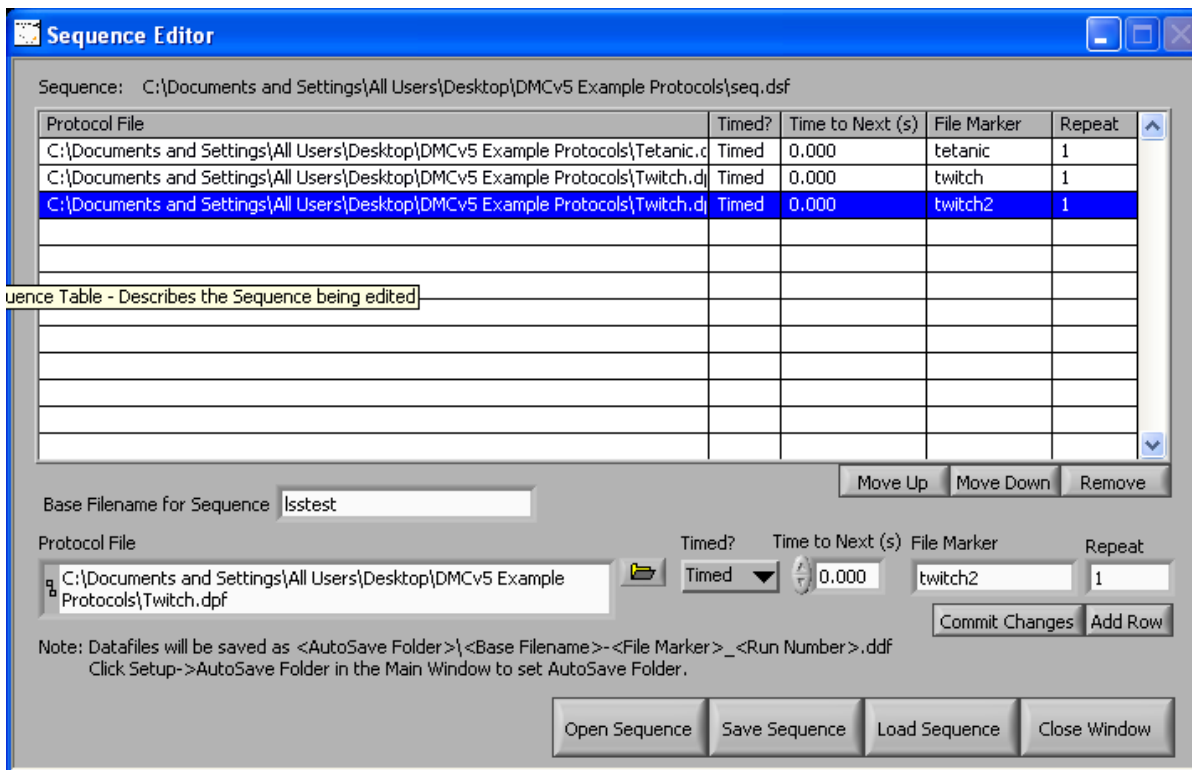 Sequence Editor
Sequence: C:\Documents and Settings\All Users\Desktop\DMCv5 Example Protocols\seq.dsf
Protocol File Timed? Time to Next (s) File Marker Repeat
C:\Documents and Settings\All Users\Desktop\DMCv5 Example Protocols\Tetanic.d Timed 0.000 tetanic 1
C:\Documents and Settings\All Users\Desktop\DMCv5 Example Protocols\Twitch.dp Timed 0.000 twitch 1
C:\Documents and Settings\All Users\Desktop\DMCv5 Example Protocols\Twitch.dp Timed 0.000 twitch2 1
uence Table - Describes the Sequence being edited
Move Up Move Down Remove
Base Filename for Sequence lsstest
Protocol File Timed? Time to Next (s) File Marker Repeat
C:\Documents and Settings\All Users\Desktop\DMCv5 Example Timed 0.000 twitch2 1
Protocols\Twitch.dpf
Commit Changes Add Row
Note: Datafiles will be saved as <AutoSave Folder>\<Base Filename>-<File Marker>_<Run Number>.ddf
Click Setup->AutoSave Folder in the Main Window to set AutoSave Folder.
Open Sequence Save Sequence Load Sequence Close Window